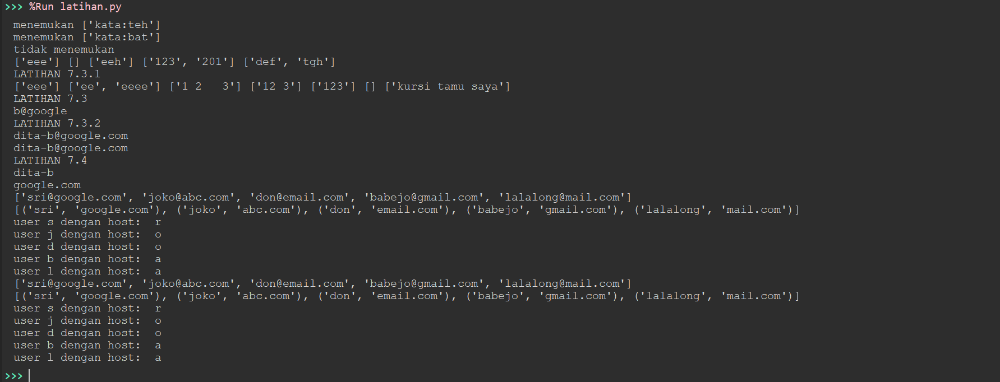 >>> %Run latihan.py
menemukan ['kata:teh']
menemukan ['kata:bat']
tidak menemukan
['eee'] [] ['eeh'] ['123', '201'] ['def', 'tgh']
LATIHAN 7.3.1
['eee'] ['ee', 'eeee'] ['1 2   3'] ['12 3'] ['123'] [] ['kursi tamu saya']
LATIHAN 7.3
b@google
LATIHAN 7.3.2
dita-b@google.com
dita-b@google.com
LATIHAN 7.4
dita-b
google.com
['sri@google.com', 'joko@abc.com', 'don@email.com', 'babejo@gmail.com', 'lalalong@mail.com']
[('sri', 'google.com'), ('joko', 'abc.com'), ('don', 'email.com'), ('babejo', 'gmail.com'), ('lalalong', 'mail.com')]
user s dengan host:  r
user j dengan host:  o
user d dengan host:  o
user b dengan host:  a
user l dengan host:  a
['sri@google.com', 'joko@abc.com', 'don@email.com', 'babejo@gmail.com', 'lalalong@mail.com']
[('sri', 'google.com'), ('joko', 'abc.com'), ('don', 'email.com'), ('babejo', 'gmail.com'), ('lalalong', 'mail.com')]
user s dengan host:  r
user j dengan host:  o
user d dengan host:  o
user b dengan host:  a
user l dengan host:  a
>>>